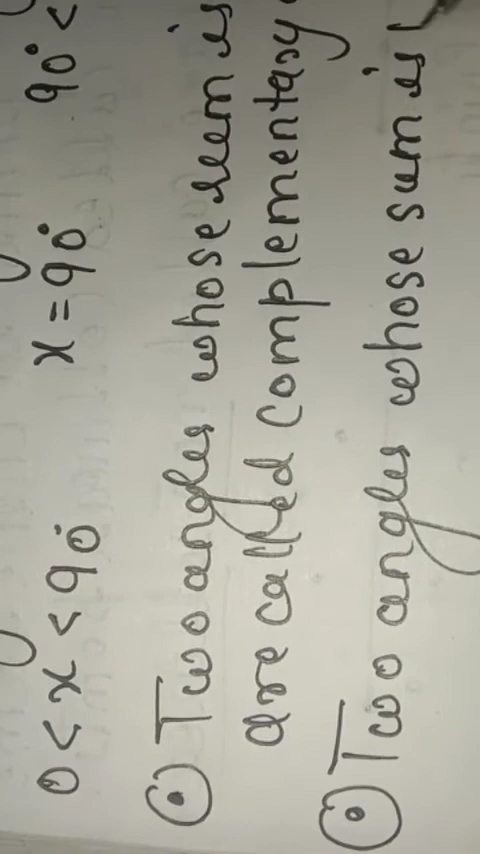 0 < x < 90° x = 90° 90° <
Two angles whose sum is
are called complementary
Two angles whose sum is